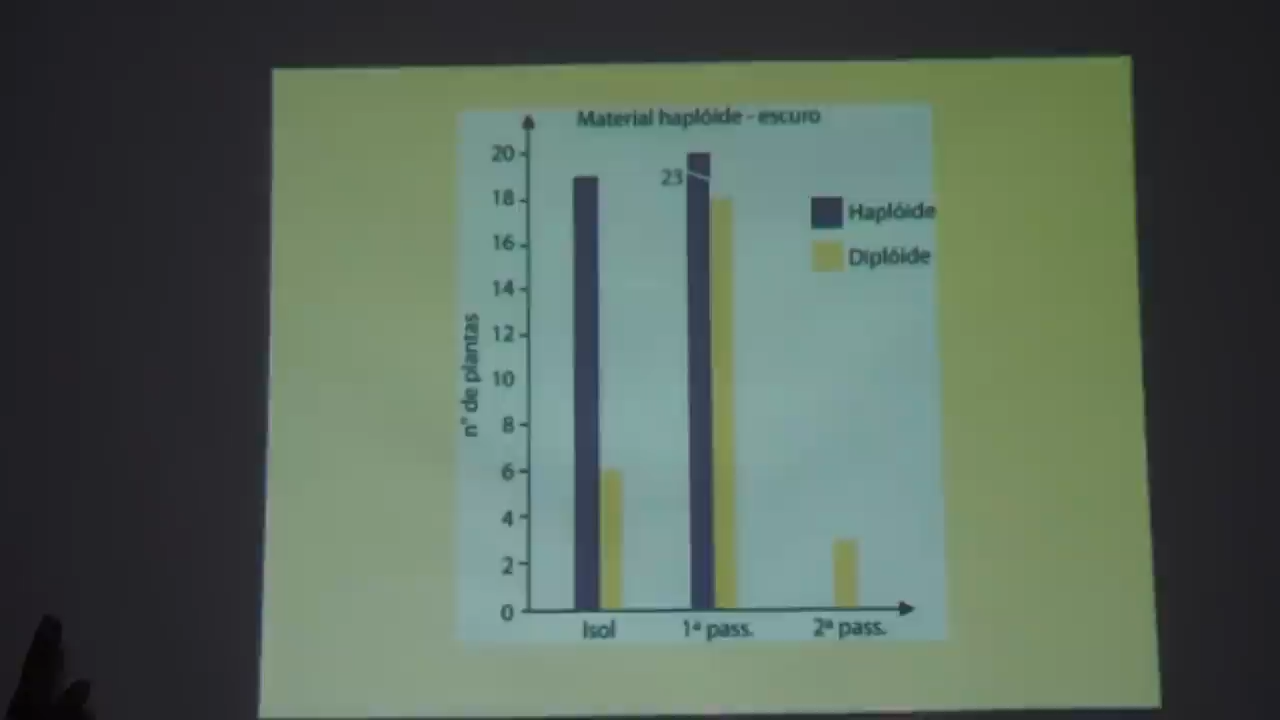 Material haplóide - escuro
20
23
18
16
14
12
10
8
6
4
2
0
n° de plantas
Haplóide
Diplóide
Isol
1ª pass.
2ª pass.